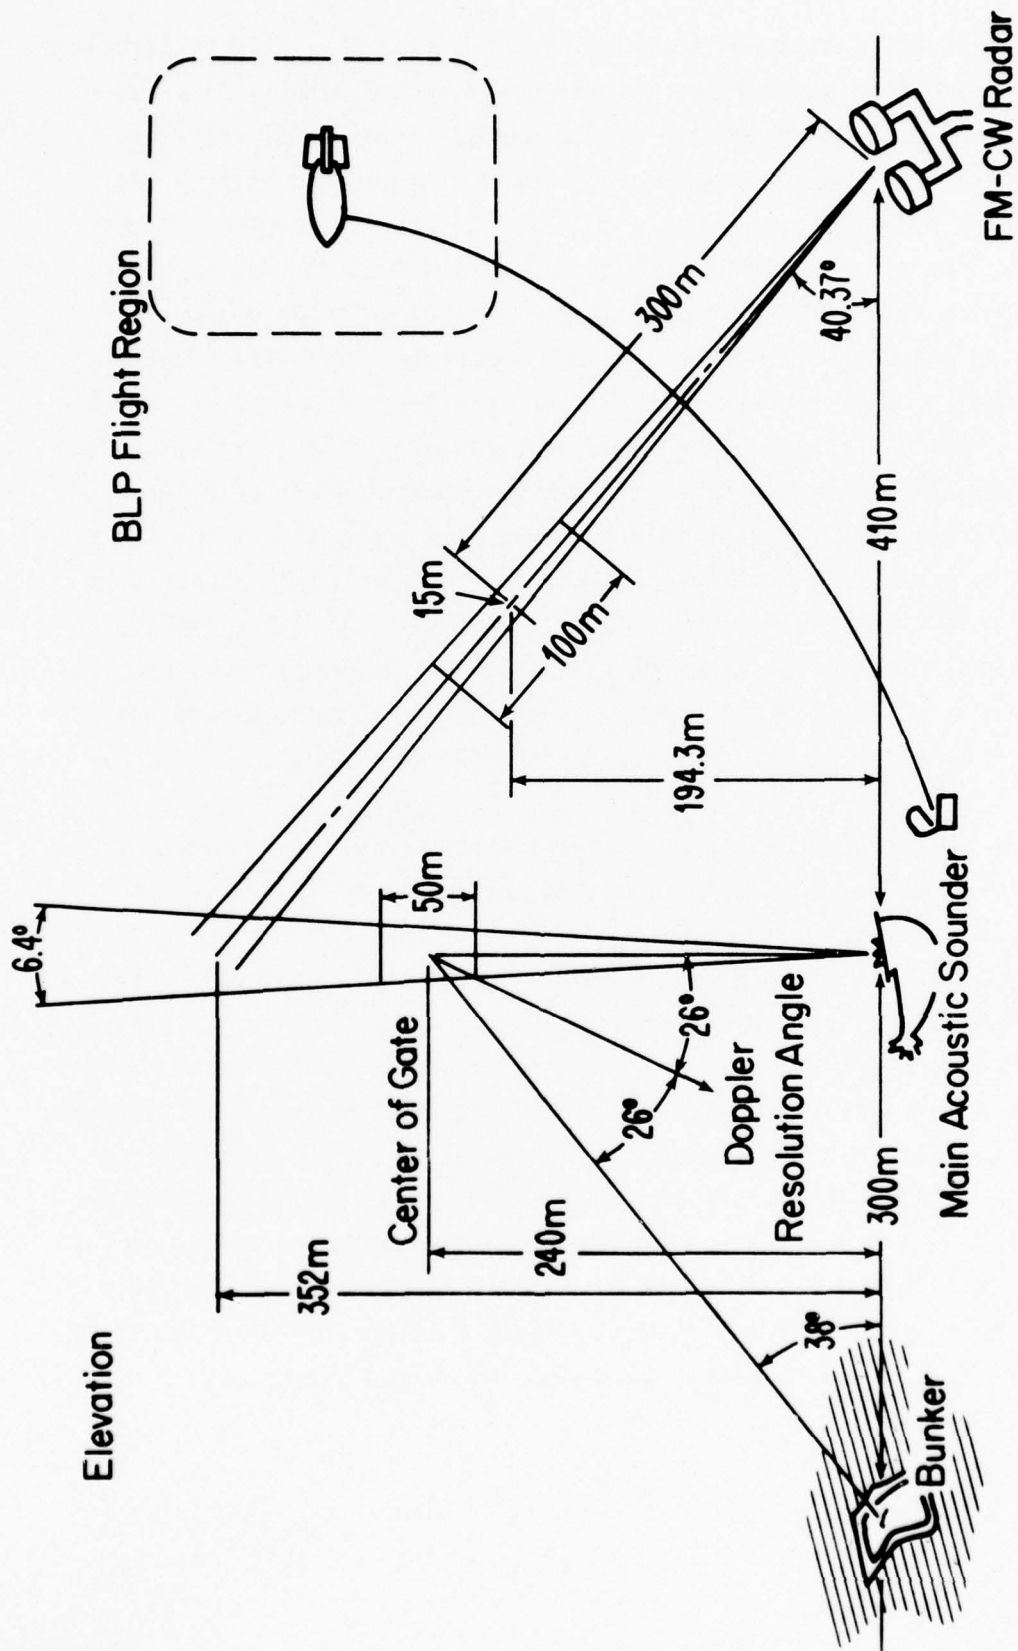 Elevation
BLP Flight Region
6.4°
352m
Center of Gate
50m
15m
300m
240m
26°
26°
Doppler
Resolution Angle
194.3m
100m
40.37°
38°
300m
410m
Bunker
Main Acoustic Sounder
FM-CW Radar